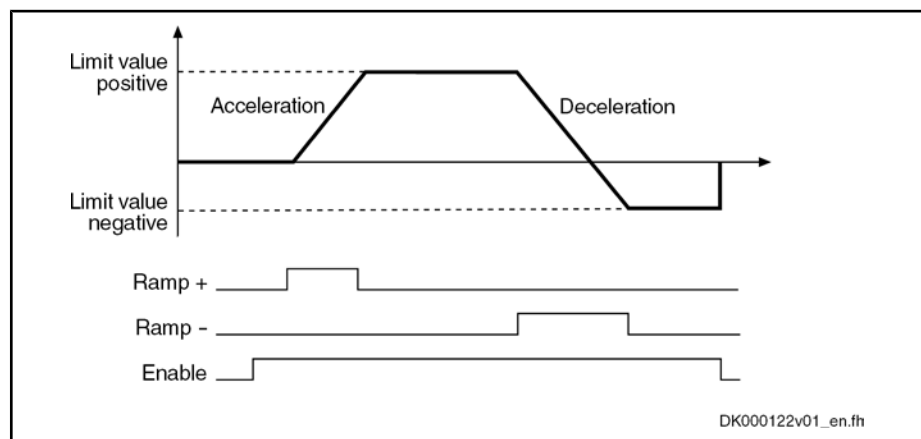 Limit value
positive
Acceleration
Deceleration
Limit value
negative
Ramp +
Ramp -
Enable
DK000122v01_en.fh